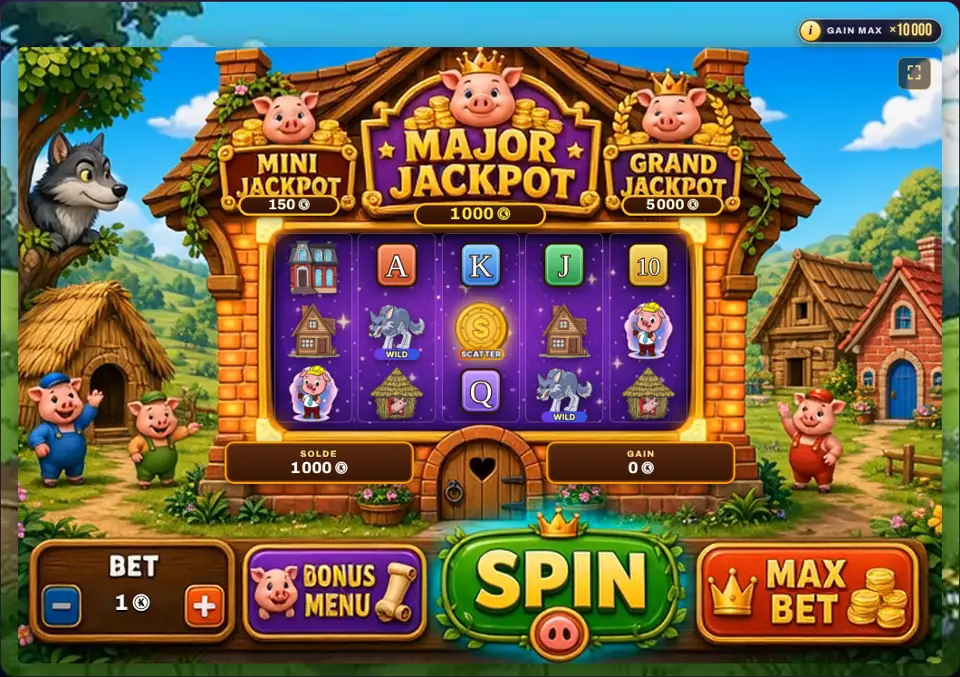 i GAIN MAX ×10000
MINI
JACKPOT
150
MAJOR
JACKPOT
1000
GRAND
JACKPOT
5000
A K J 10
WILD
SCATTER
S
Q
WILD
SOLDE
1000
GAIN
0
BET
1
BONUS
MENU
SPIN
MAX
BET